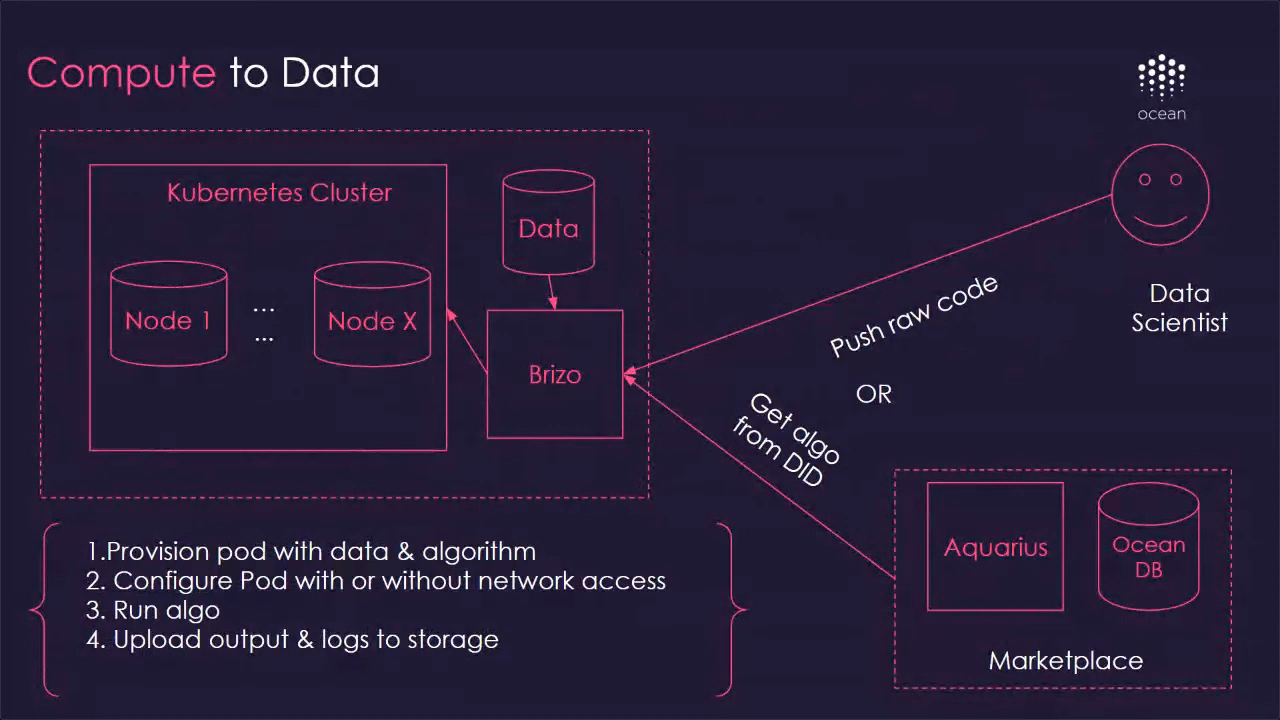 Compute to Data
ocean
Kubernetes Cluster
Data
Node 1
...
...
Node X
Brizo
Data
Scientist
Push raw code
OR
Get algo
from DID
Aquarius
Ocean
DB
Marketplace
1.Provision pod with data & algorithm
2. Configure Pod with or without network access
3. Run algo
4. Upload output & logs to storage